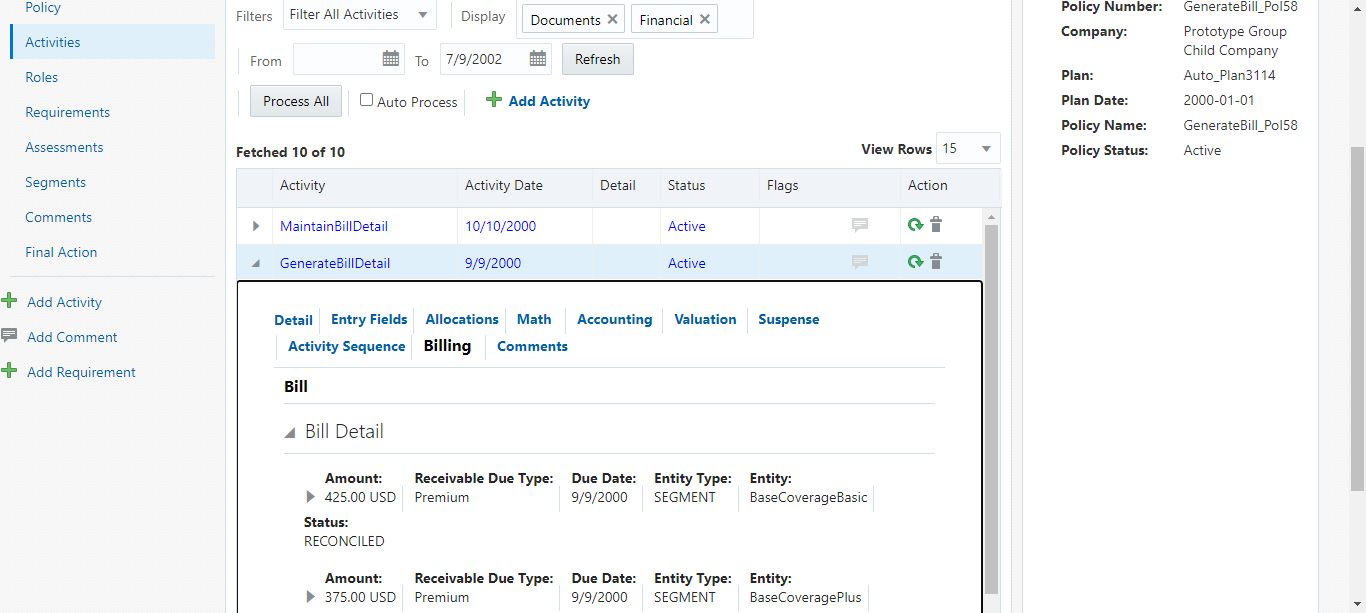 Policy
Activities
Roles
Requirements
Assessments
Segments
Comments
Final Action
Add Activity
Add Comment
Add Requirement
Filters Filter All Activities Display Documents Financial
From To 7/9/2002 Refresh
Process All Auto Process Add Activity
Fetched 10 of 10 View Rows 15
Activity Activity Date Detail Status Flags Action
MaintainBillDetail 10/10/2000 Active
GenerateBillDetail 9/9/2000 Active
Detail Entry Fields Allocations Math Accounting Valuation Suspense
Activity Sequence Billing Comments
Bill
Bill Detail
Amount: Receivable Due Type: Due Date: Entity Type: Entity:
425.00 USD Premium 9/9/2000 SEGMENT BaseCoverageBasic
Status:
RECONCILED
Amount: Receivable Due Type: Due Date: Entity Type: Entity:
375.00 USD Premium 9/9/2000 SEGMENT BaseCoveragePlus
Policy Number: GenerateBill_Pol58
Company: Prototype Group
Child Company
Plan: Auto_Plan3114
Plan Date: 2000-01-01
Policy Name: GenerateBill_Pol58
Policy Status: Active